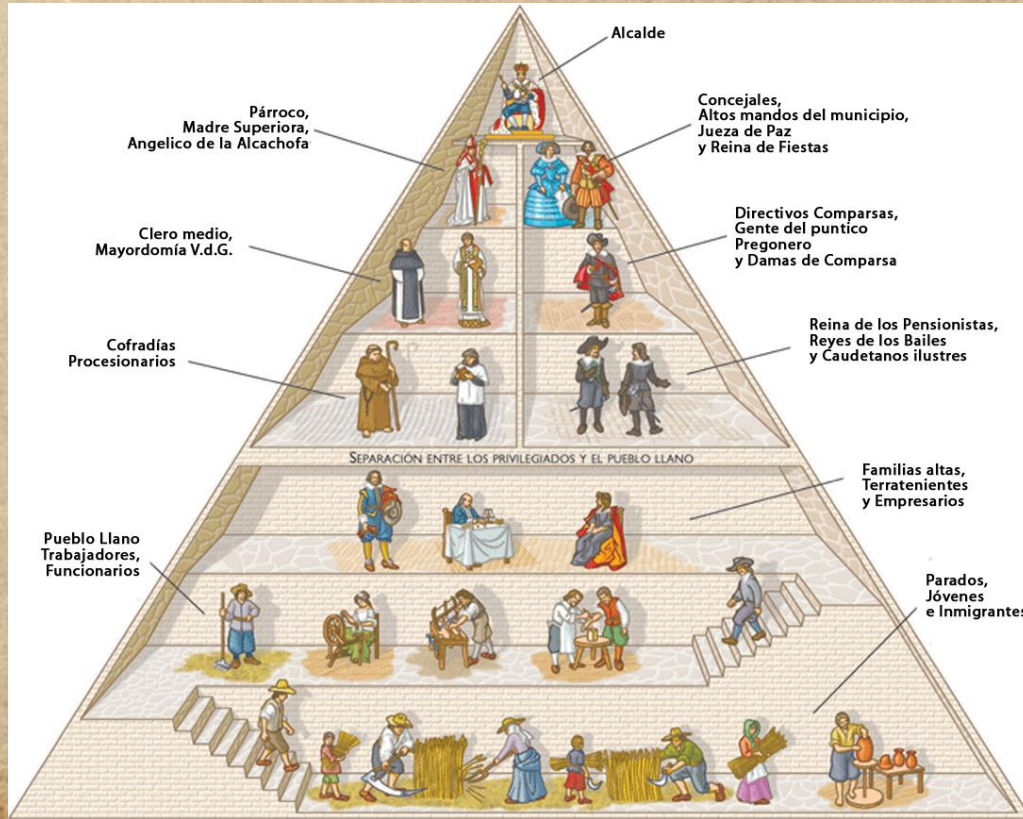 Alcalde
Párroco,
Madre Superiora,
Angelico de la Alcachofa
Concejales,
Altos mandos del municipio,
Jueza de Paz
y Reina de Fiestas
Clero medio,
Mayordomía V.d.G.
Directivos Comparsas,
Gente del puntico
Pregonero
y Damas de Comparsa
Cofradías
Procesionarios
Reina de los Pensionistas,
Reyes de los Bailes
y Caudetanos ilustres
SEPARACIÓN ENTRE LOS PRIVILEGIADOS Y EL PUEBLO LLANO
Familias altas,
Terratenientes
y Empresarios
Pueblo Llano
Trabajadores,
Funcionarios
Parados,
Jóvenes
e Inmigrantes